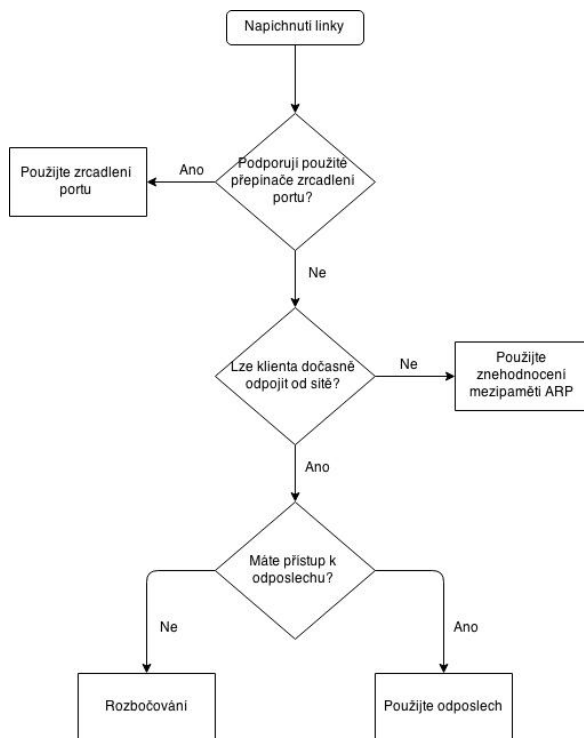 Napíchnutí linky
Podporují použité
přepínače zrcadlení
portu?
Ano
Použijte zrcadlení
portu
Ne
Lze klienta dočasně
odpojit od sítě?
Ne
Použijte
znehodnocení
mezipaměti ARP
Ano
Máte přístup k
odposlechu?
Ne
Ano
Rozbočování
Použijte odposlech